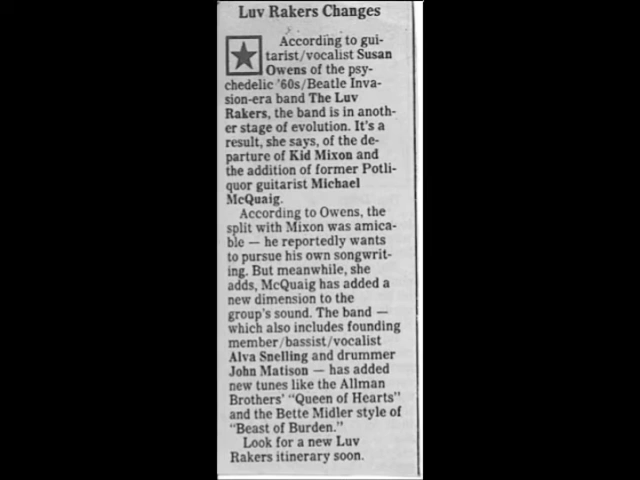 Luv Rakers Changes
According to gui-
tarist/vocalist Susan
Owens of the psy-
chedelic '60s/Beatle Inva-
sion-era band The Luv
Rakers, the band is in anoth-
er stage of evolution. It's a
result, she says, of the de-
parture of Kid Mixon and
the addition of former Potli-
quor guitarist Michael
McQuaig.
According to Owens, the
split with Mixon was amica-
ble — he reportedly wants
to pursue his own songwrit-
ing. But meanwhile, she
adds, McQuaig has added a
new dimension to the
group's sound. The band —
which also includes founding
member/bassist/vocalist
Alva Snelling and drummer
John Matison — has added
new tunes like the Allman
Brothers' "Queen of Hearts"
and the Bette Midler style of
"Beast of Burden."
Look for a new Luv
Rakers itinerary soon.